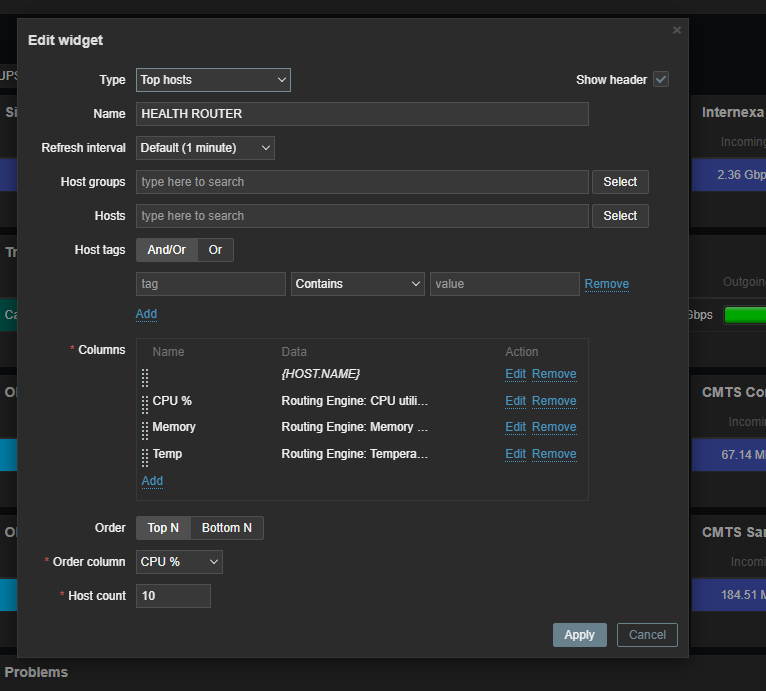 Edit widget
Type Top hosts Show header
Name HEALTH ROUTER
Refresh interval Default (1 minute)
Host groups type here to search Select
Hosts type here to search Select
Host tags And/Or Or
tag Contains value Remove
Add
* Columns Name Data Action
{HOST.NAME} Edit Remove
CPU % Routing Engine: CPU utili... Edit Remove
Memory Routing Engine: Memory ... Edit Remove
Temp Routing Engine: Tempera... Edit Remove
Add
Order Top N Bottom N
* Order column CPU %
* Host count 10
Apply Cancel
UPS
Si
Tr
Ca
Internexa
Incoming
2.36 Gbp
Outgoin
Gbps
CMTS Co
Incomi
67.14 M
CMTS Sa
Incomi
184.51 M
Problems